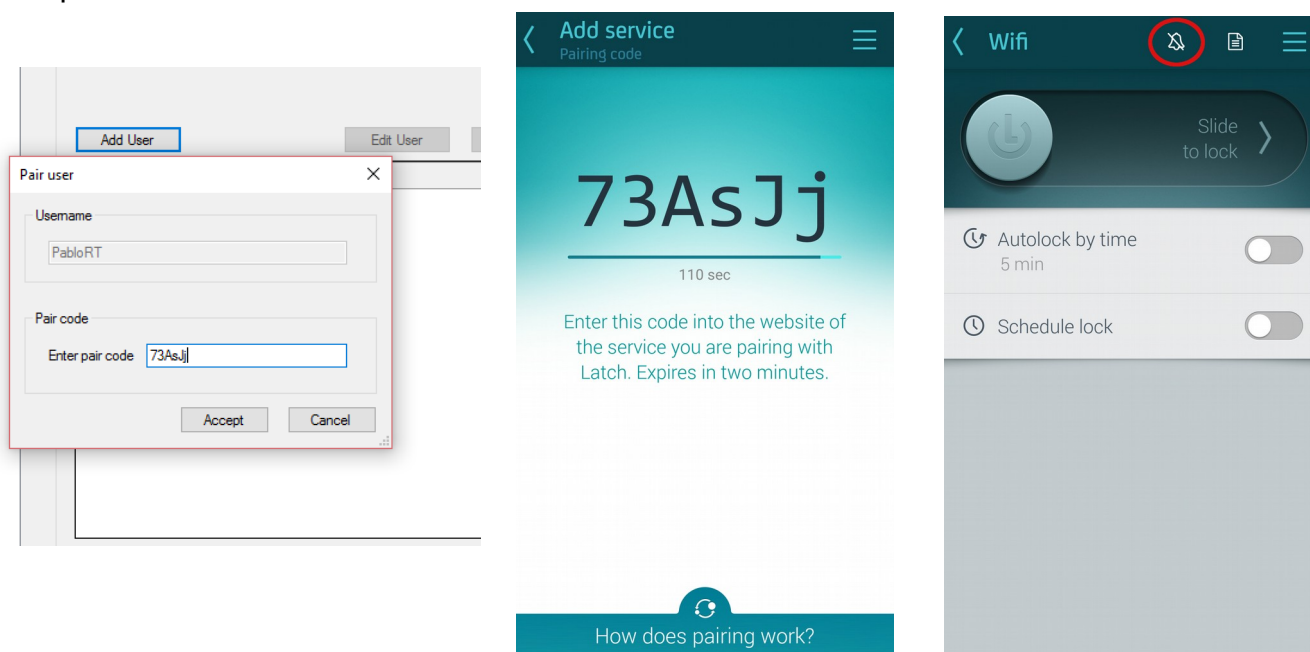 Add User
Edit User
Pair user
Username
PabloRT
Pair code
Enter pair code 73AsJj
Accept Cancel
Add service
Pairing code
73AsJj
110 sec
Enter this code into the website of
the service you are pairing with
Latch. Expires in two minutes.
How does pairing work?
Wifi
Slide
to lock
Autolock by time
5 min
Schedule lock